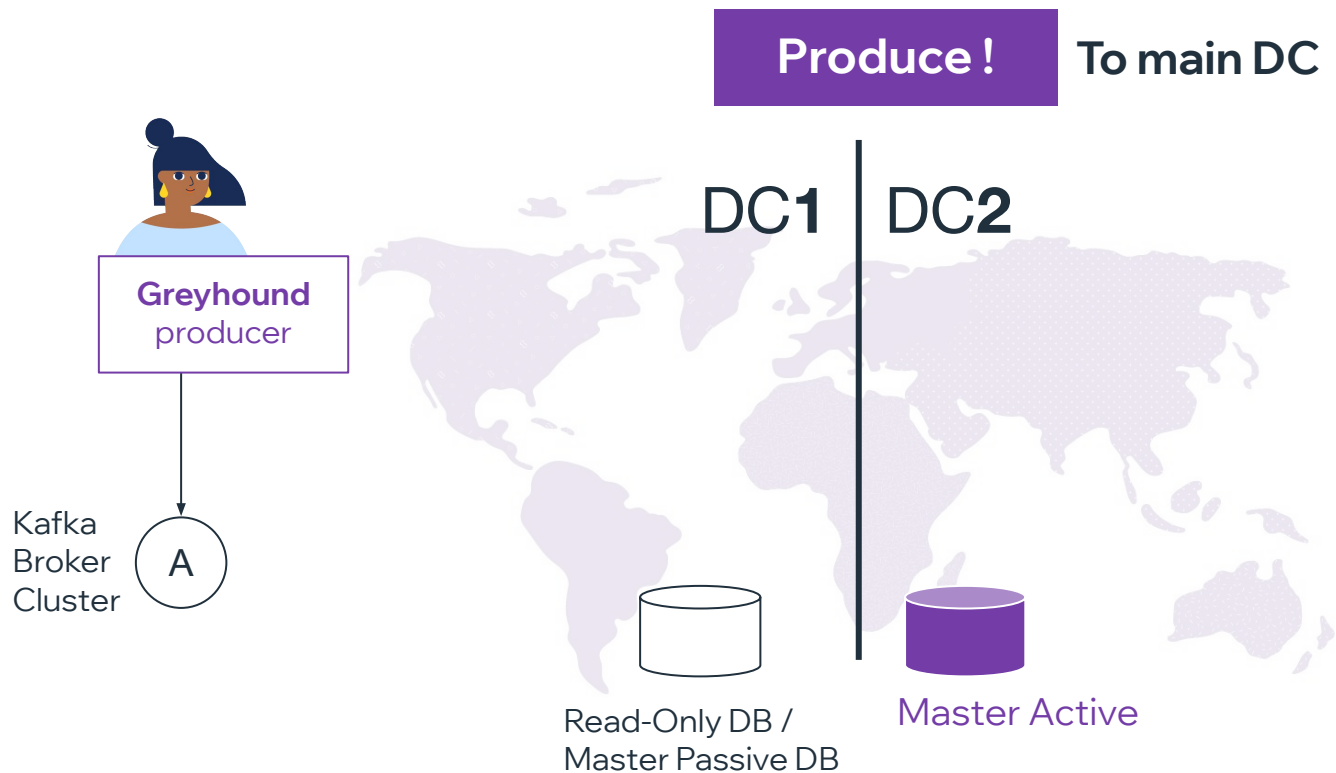 Produce !
To main DC
DC1
DC2
Greyhound
producer
Kafka
Broker
Cluster
A
Read-Only DB /
Master Passive DB
Master Active